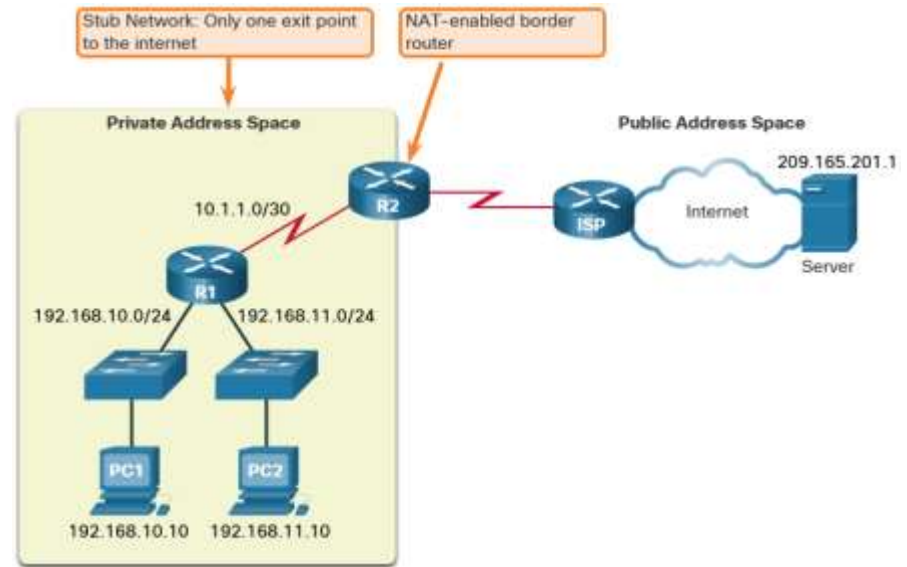 Stub Network: Only one exit point
to the internet
NAT-enabled border
router
Private Address Space
Public Address Space
209.165.201.1
R2
10.1.1.0/30
ISP
Internet
Server
R1
192.168.10.0/24
192.168.11.0/24
PC1
PC2
192.168.10.10
192.168.11.10